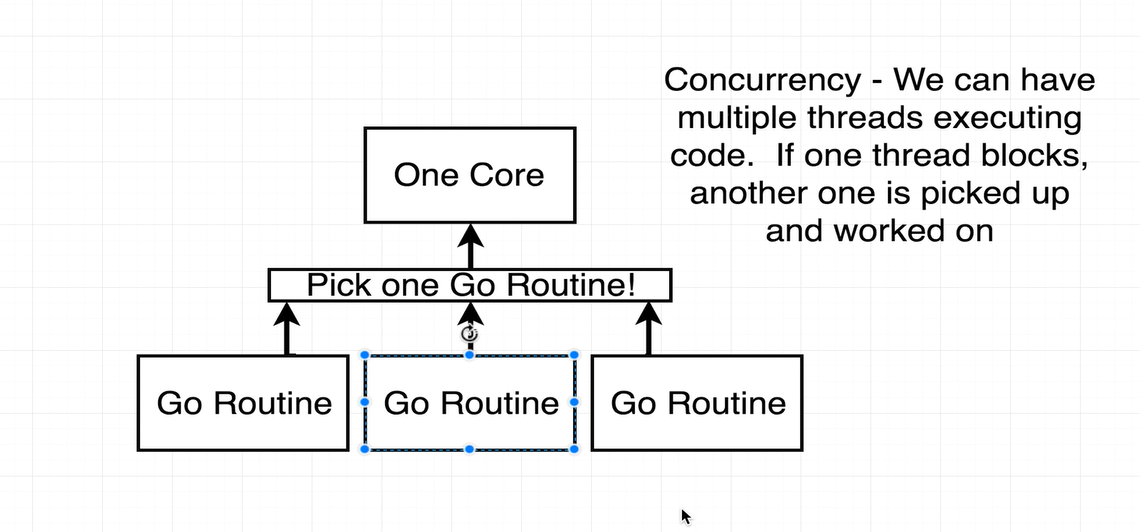 Concurrency - We can have
multiple threads executing
code.  If one thread blocks,
another one is picked up
and worked on
One Core
Pick one Go Routine!
Go Routine
Go Routine
Go Routine